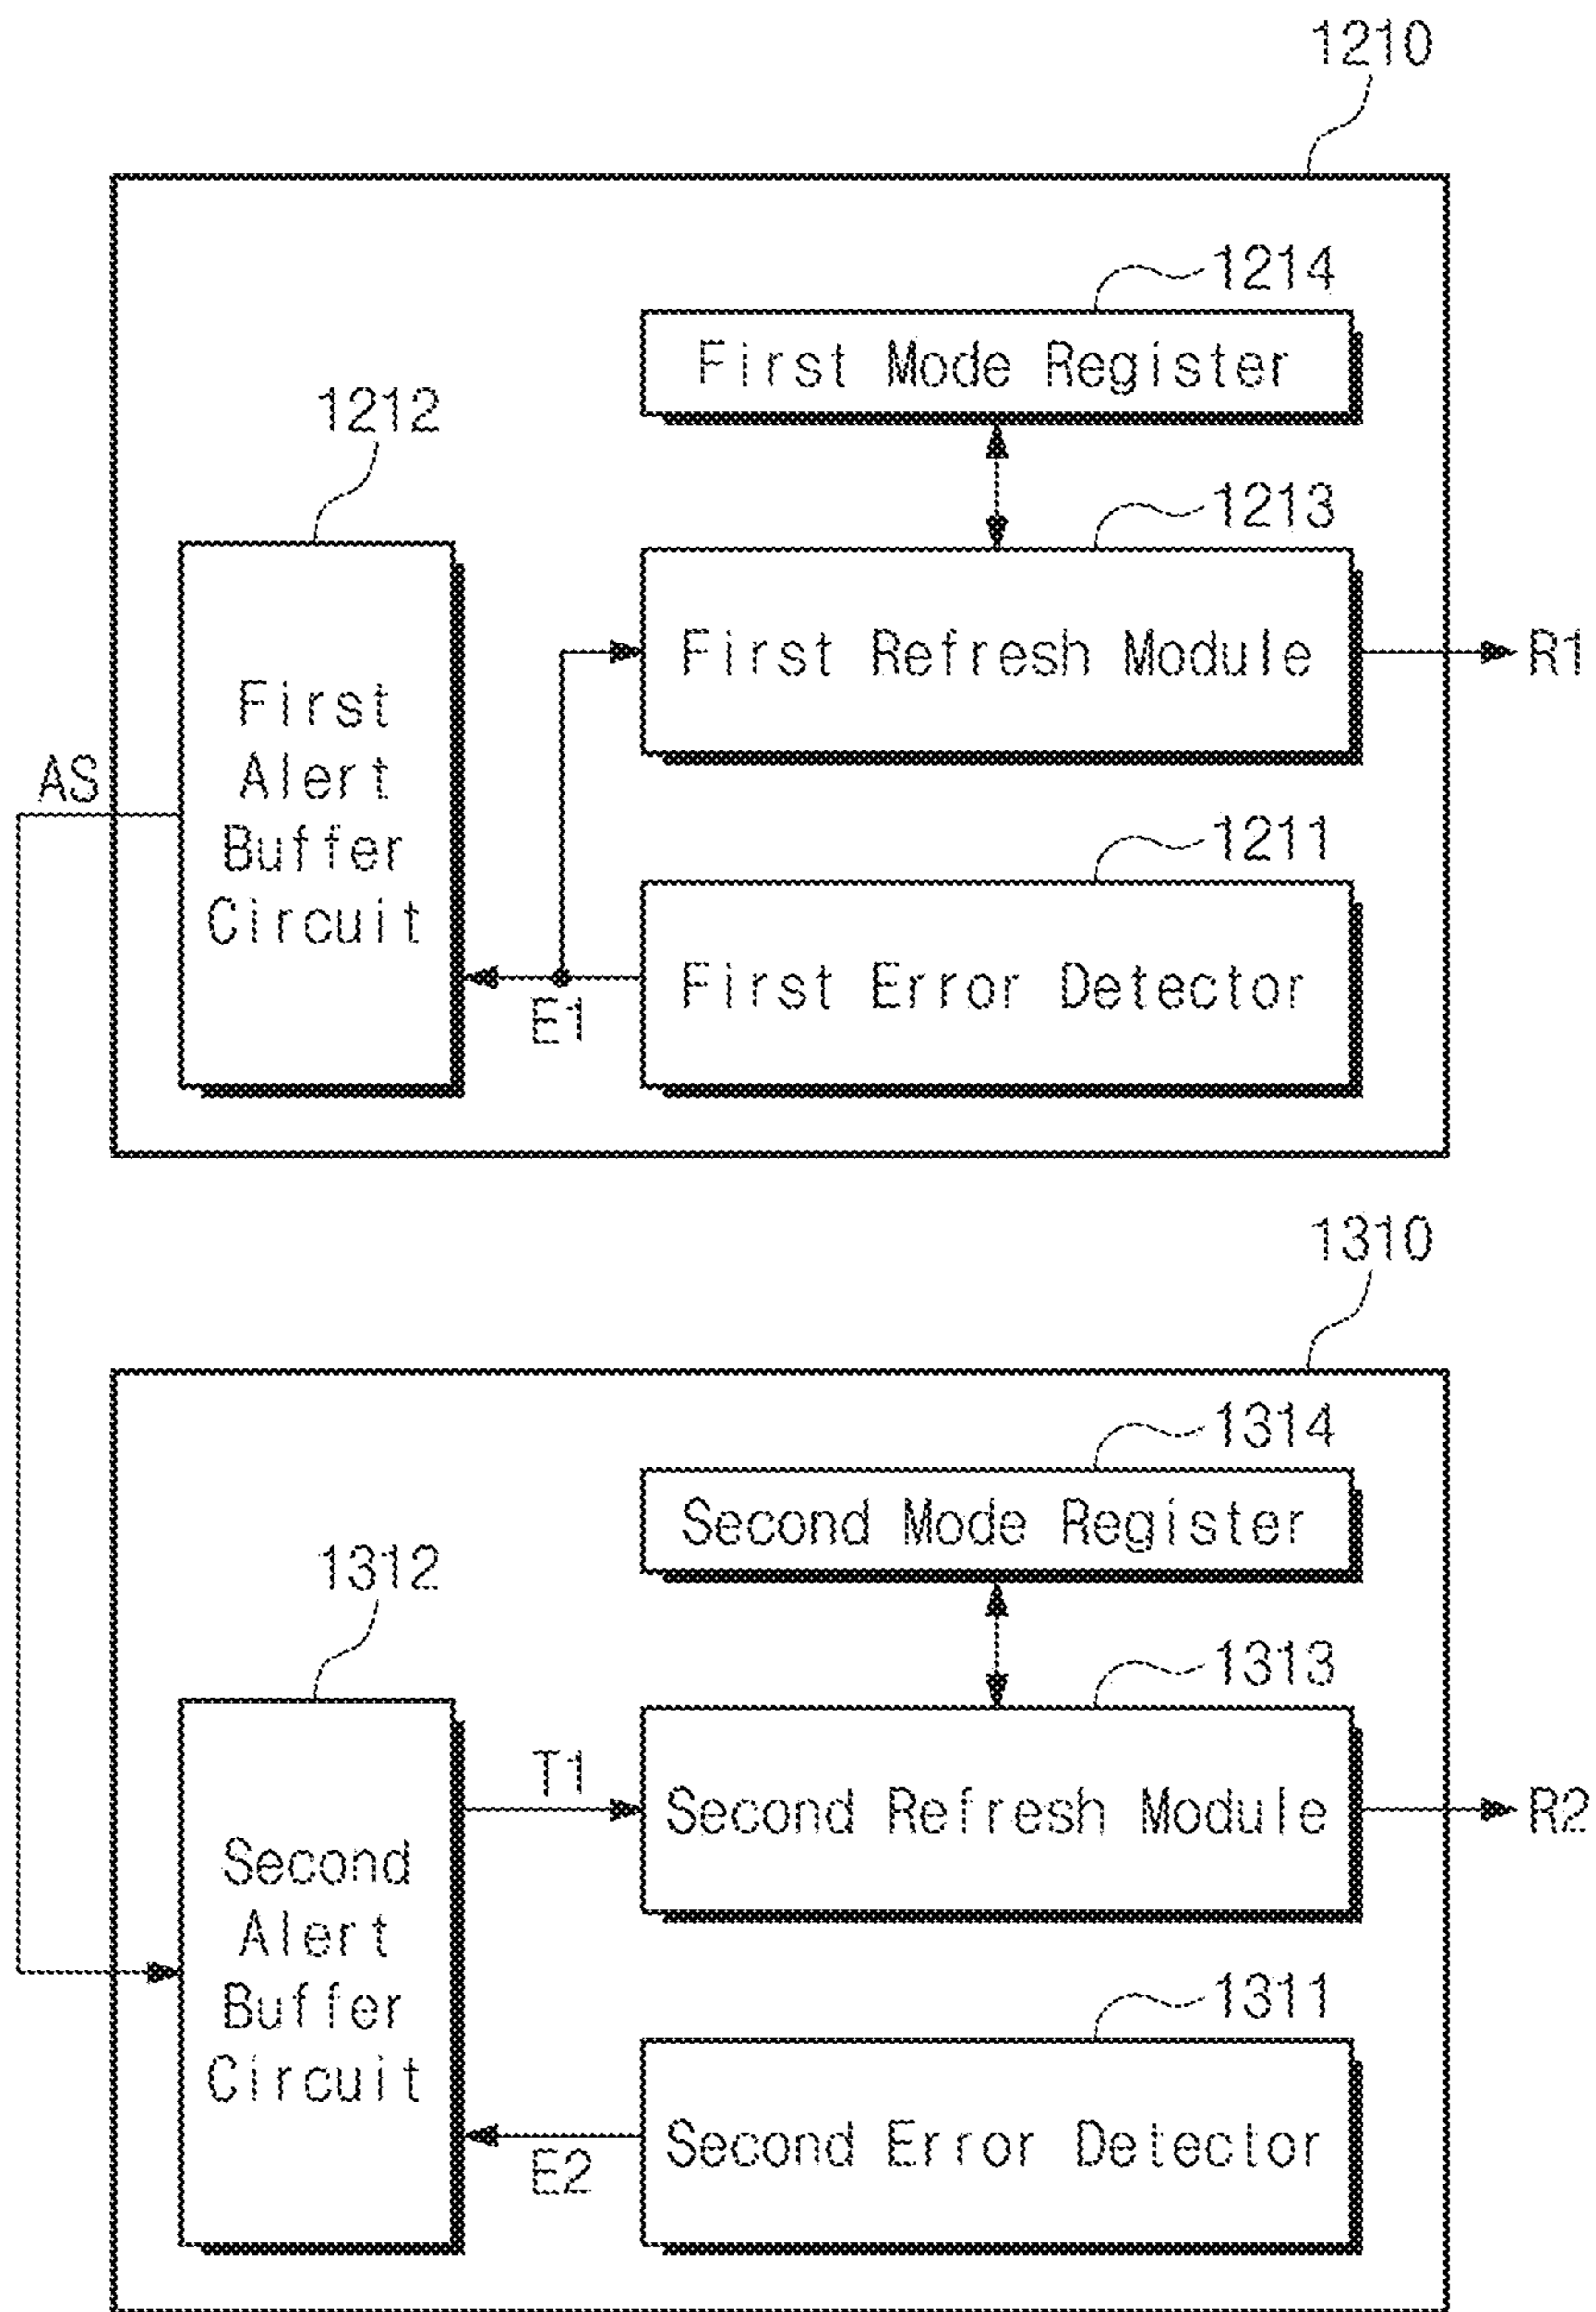 1210
1214
First Mode Register
1212
1213
First Refresh Module
R1
First
Alert
Buffer
Circuit
AS
1211
First Error Detector
E1
1310
1314
Second Mode Register
1312
1313
T1
Second Refresh Module
R2
Second
Alert
Buffer
Circuit
1311
Second Error Detector
E2